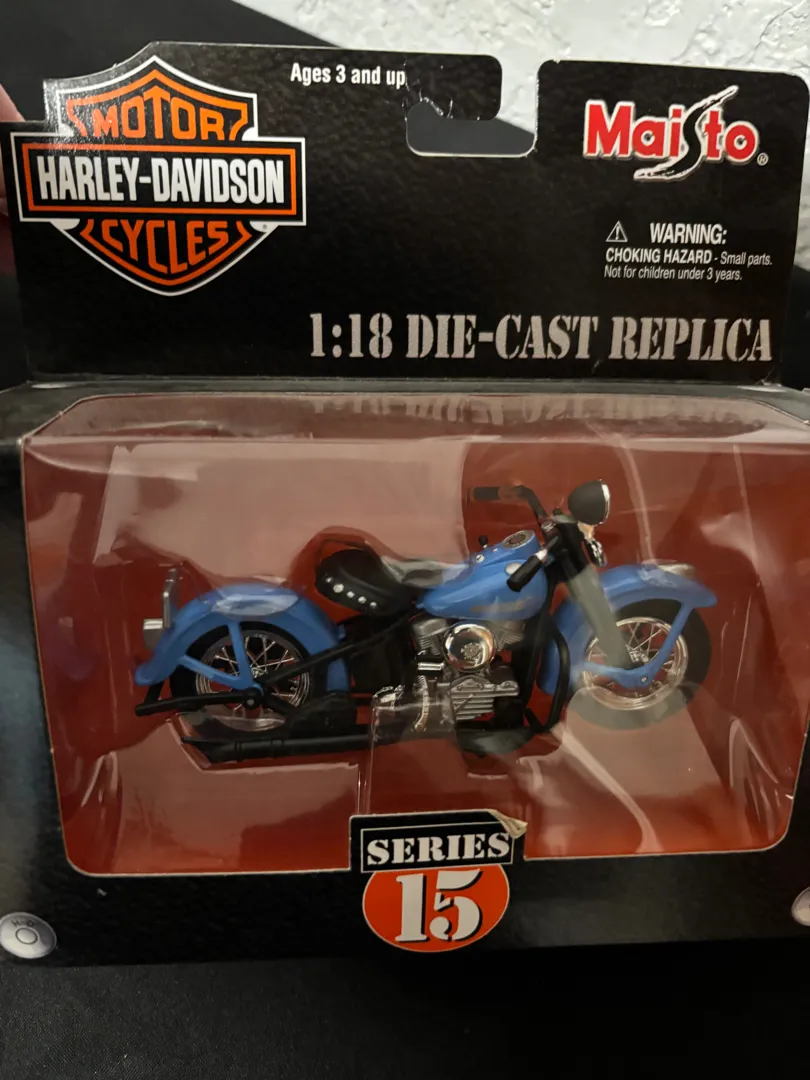 Ages 3 and up
MOTOR
HARLEY-DAVIDSON
CYCLES
Maisto®
WARNING:
CHOKING HAZARD - Small parts.
Not for children under 3 years.
1:18 DIE-CAST REPLICA
SERIES
15
H-D